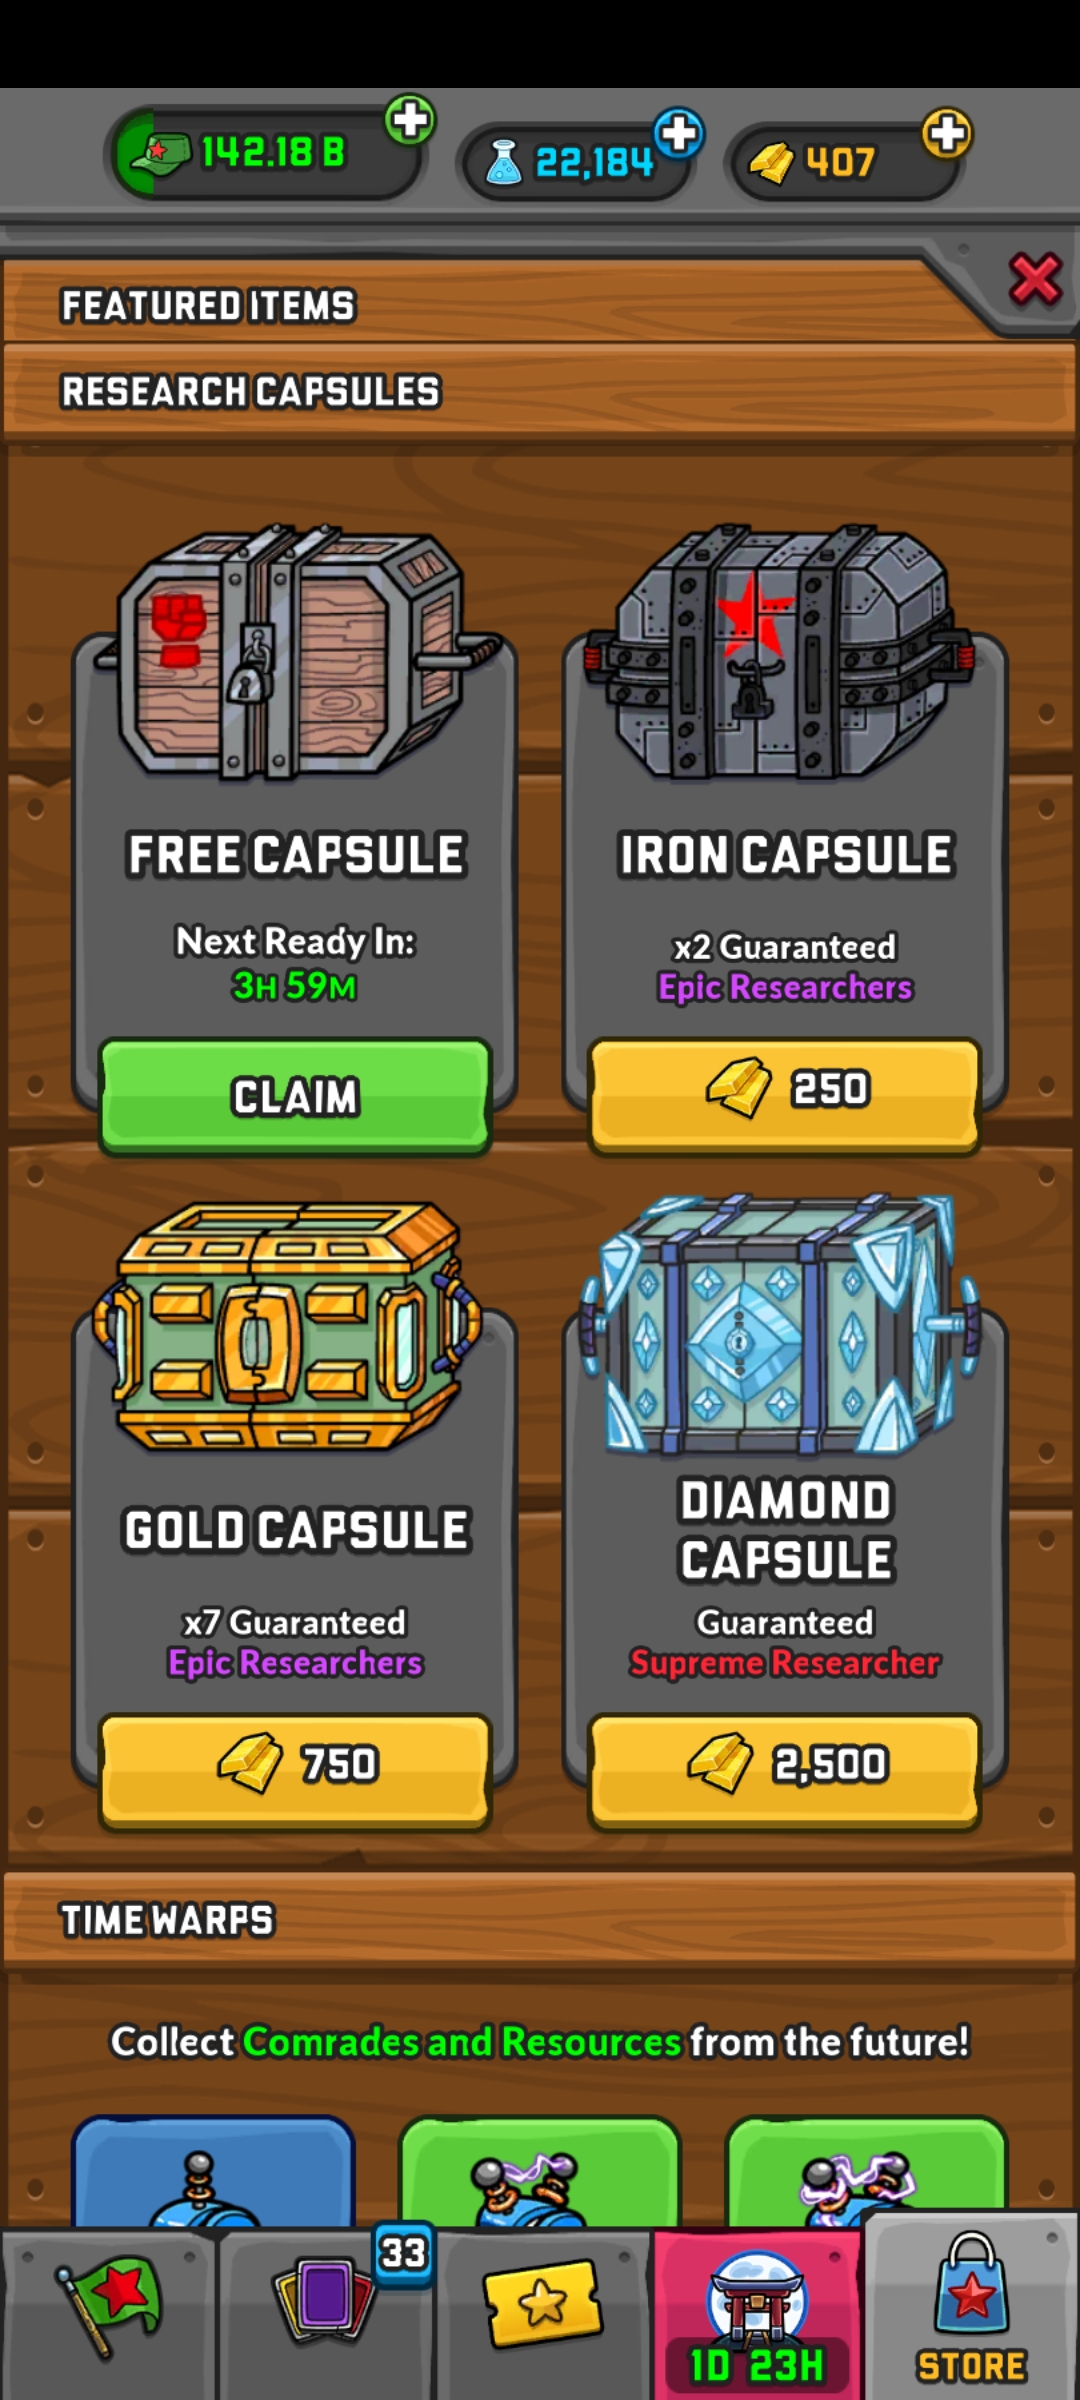 142.18 B
22,184
407
FEATURED ITEMS
RESEARCH CAPSULES
FREE CAPSULE
Next Ready In:
3H 59M
CLAIM
IRON CAPSULE
x2 Guaranteed
Epic Researchers
250
GOLD CAPSULE
x7 Guaranteed
Epic Researchers
750
DIAMOND
CAPSULE
Guaranteed
Supreme Researcher
2,500
TIME WARPS
Collect Comrades and Resources from the future!
33
1D 23H
STORE